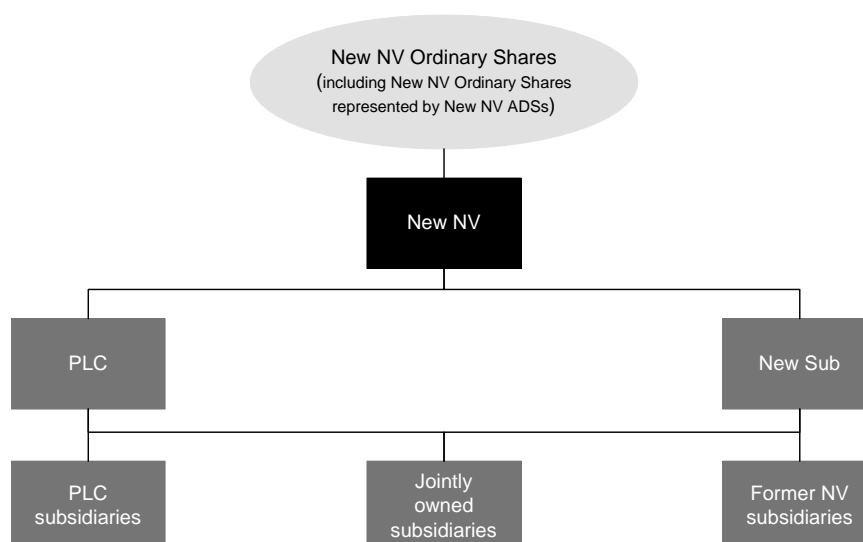 New NV Ordinary Shares
(including New NV Ordinary Shares
represented by New NV ADSs)
New NV
PLC
New Sub
PLC
subsidiaries
Jointly
owned
subsidiaries
Former NV
subsidiaries